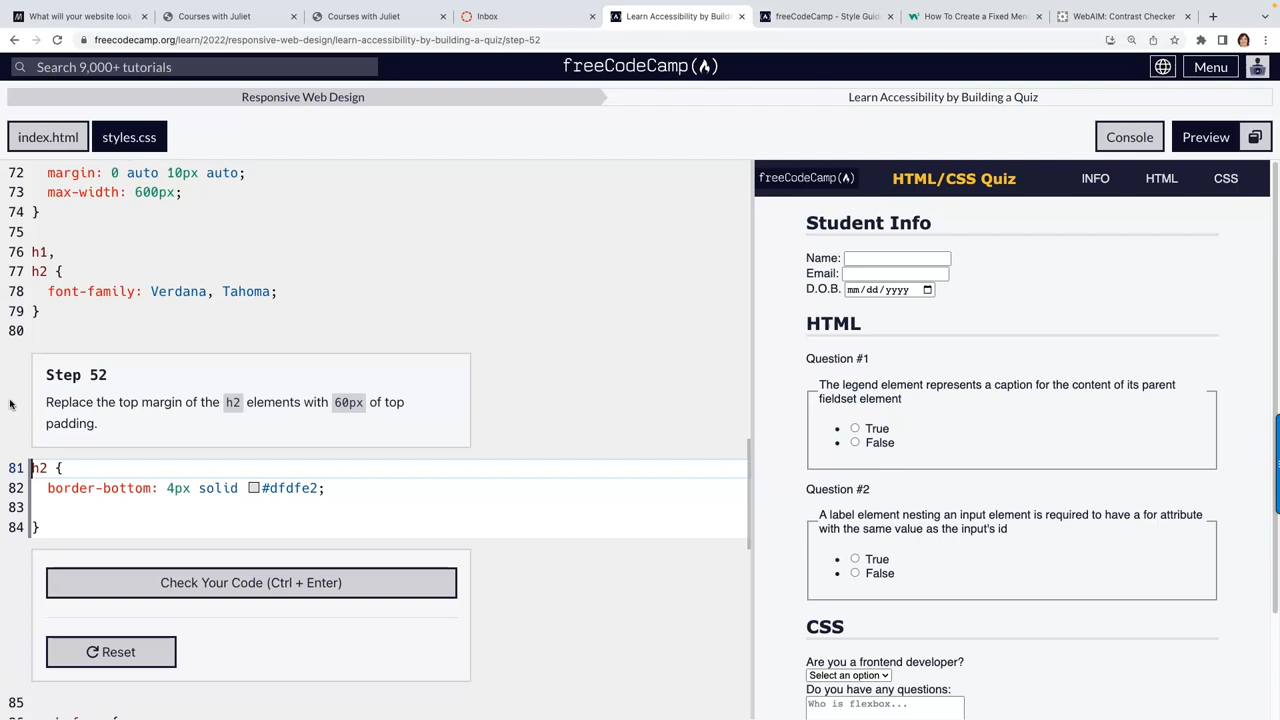 What will your website look
Courses with Juliet
Courses with Juliet
Inbox
Learn Accessibility by Build
freeCodeCamp - Style Guid
How To Create a Fixed Men
WebAIM: Contrast Checker
freecodecamp.org/learn/2022/responsive-web-design/learn-accessibility-by-building-a-quiz/step-52
Search 9,000+ tutorials
freeCodeCamp
Menu
Responsive Web Design
Learn Accessibility by Building a Quiz
index.html
styles.css
Console
Preview
72 margin: 0 auto 10px auto;
73 max-width: 600px;
74 }
75
76 h1,
77 h2 {
78 font-family: Verdana, Tahoma;
79 }
80
Step 52
Replace the top margin of the h2 elements with 60px of top
padding.
81 h2 {
82 border-bottom: 4px solid #dfdfe2;
83
84 }
Check Your Code (Ctrl + Enter)
Reset
85
freeCodeCamp
HTML/CSS Quiz
INFO
HTML
CSS
Student Info
Name:
Email:
D.O.B. mm/dd/yyyy
HTML
Question #1
The legend element represents a caption for the content of its parent
fieldset element
True
False
Question #2
A label element nesting an input element is required to have a for attribute
with the same value as the input's id
True
False
CSS
Are you a frontend developer?
Select an option
Do you have any questions:
Who is flexbox...